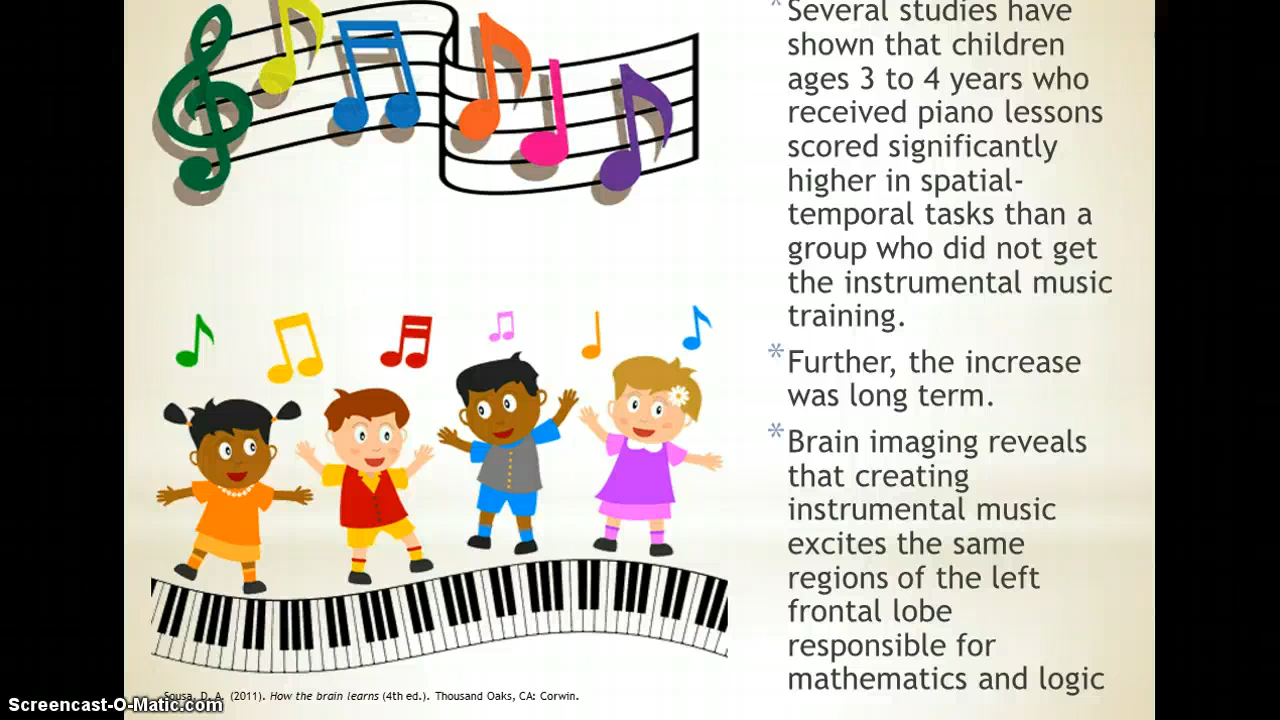 * Several studies have
shown that children
ages 3 to 4 years who
received piano lessons
scored significantly
higher in spatial-
temporal tasks than a
group who did not get
the instrumental music
training.
* Further, the increase
was long term.
* Brain imaging reveals
that creating
instrumental music
excites the same
regions of the left
frontal lobe
responsible for
mathematics and logic
Sousa, D. A. (2011). How the brain learns (4th ed.). Thousand Oaks, CA: Corwin.
Screencast-O-Matic.com